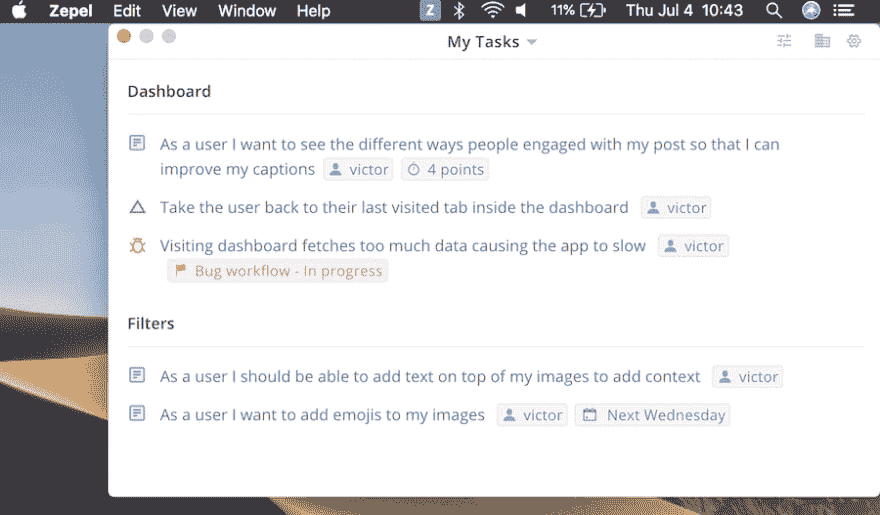 Zepel Edit View Window Help Z 11% Thu Jul 4 10:43
My Tasks
Dashboard
As a user I want to see the different ways people engaged with my post so that I can
improve my captions victor 4 points
Take the user back to their last visited tab inside the dashboard victor
Visiting dashboard fetches too much data causing the app to slow victor
Bug workflow - In progress
Filters
As a user I should be able to add text on top of my images to add context victor
As a user I want to add emojis to my images victor Next Wednesday